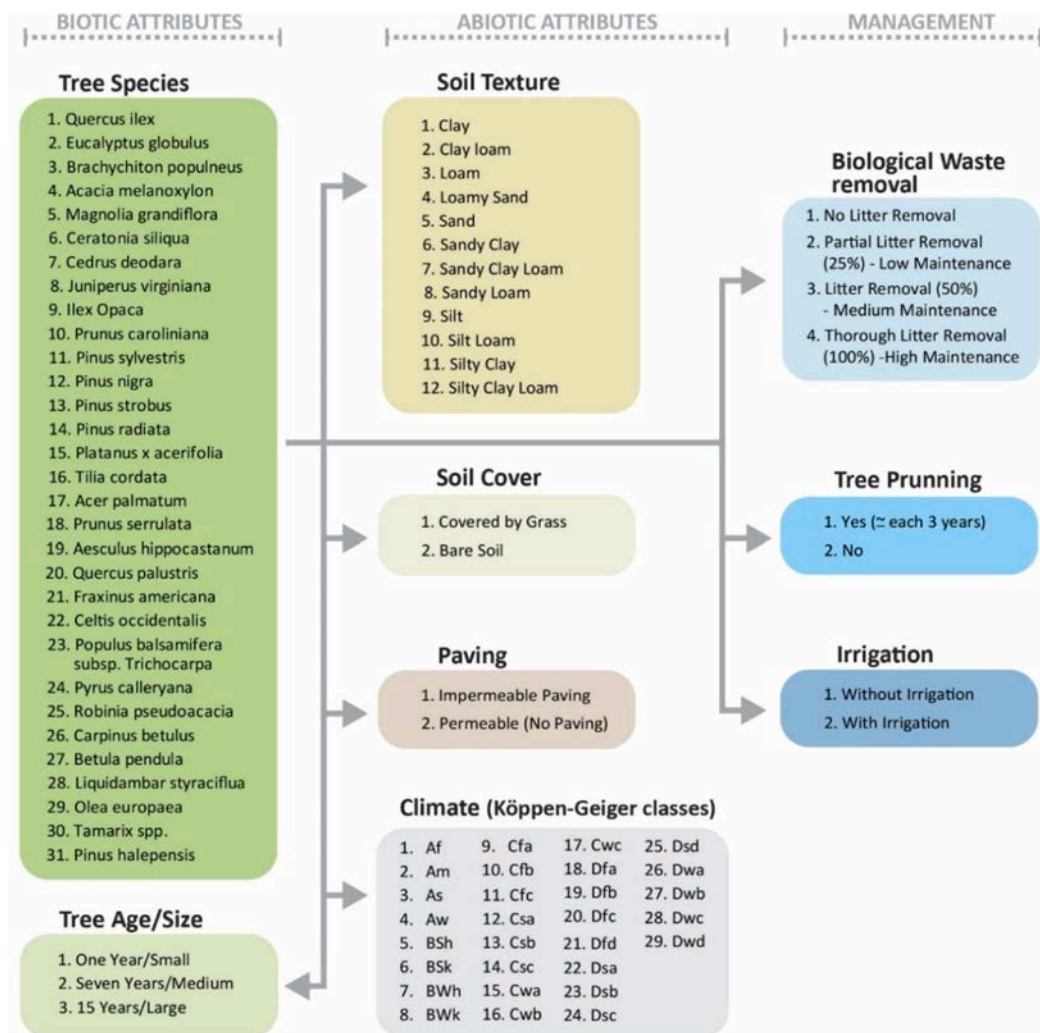 BIOTIC ATTRIBUTES
ABIOTIC ATTRIBUTES
MANAGEMENT
Tree Species
1. Quercus ilex
2. Eucalyptus globulus
3. Brachychiton populneus
4. Acacia melanoxylon
5. Magnolia grandiflora
6. Ceratonia siliqua
7. Cedrus deodara
8. Juniperus virginiana
9. Ilex Opaca
10. Prunus caroliniana
11. Pinus sylvestris
12. Pinus nigra
13. Pinus strobus
14. Pinus radiata
15. Platanus x acerifolia
16. Tilia cordata
17. Acer palmatum
18. Prunus serrulata
19. Aesculus hippocastanum
20. Quercus palustris
21. Fraxinus americana
22. Celtis occidentalis
23. Populus balsamifera
subsp. Trichocarpa
24. Pyrus calleryana
25. Robinia pseudoacacia
26. Carpinus betulus
27. Betula pendula
28. Liquidambar styraciflua
29. Olea europaea
30. Tamarix spp.
31. Pinus halepensis
Tree Age/Size
1. One Year/Small
2. Seven Years/Medium
3. 15 Years/Large
Soil Texture
1. Clay
2. Clay loam
3. Loam
4. Loamy Sand
5. Sand
6. Sandy Clay
7. Sandy Clay Loam
8. Sandy Loam
9. Silt
10. Silt Loam
11. Silty Clay
12. Silty Clay Loam
Soil Cover
1. Covered by Grass
2. Bare Soil
Paving
1. Impermeable Paving
2. Permeable (No Paving)
Climate (Köppen-Geiger classes)
1. Af
2. Am
3. As
4. Aw
5. BSh
6. BSk
7. BWh
8. BWk
9. Cfa
10. Cfb
11. Cfc
12. Csa
13. Csb
14. Csc
15. Cwa
16. Cwb
17. Cwc
18. Dfa
19. Dfb
20. Dfc
21. Dfd
22. Dsa
23. Dsb
24. Dsc
25. Dsd
26. Dwa
27. Dwb
28. Dwc
29. Dwd
Biological Waste
removal
1. No Litter Removal
2. Partial Litter Removal
(25%) - Low Maintenance
3. Litter Removal (50%)
- Medium Maintenance
4. Thorough Litter Removal
(100%) -High Maintenance
Tree Prunning
1. Yes (≃ each 3 years)
2. No
Irrigation
1. Without Irrigation
2. With Irrigation